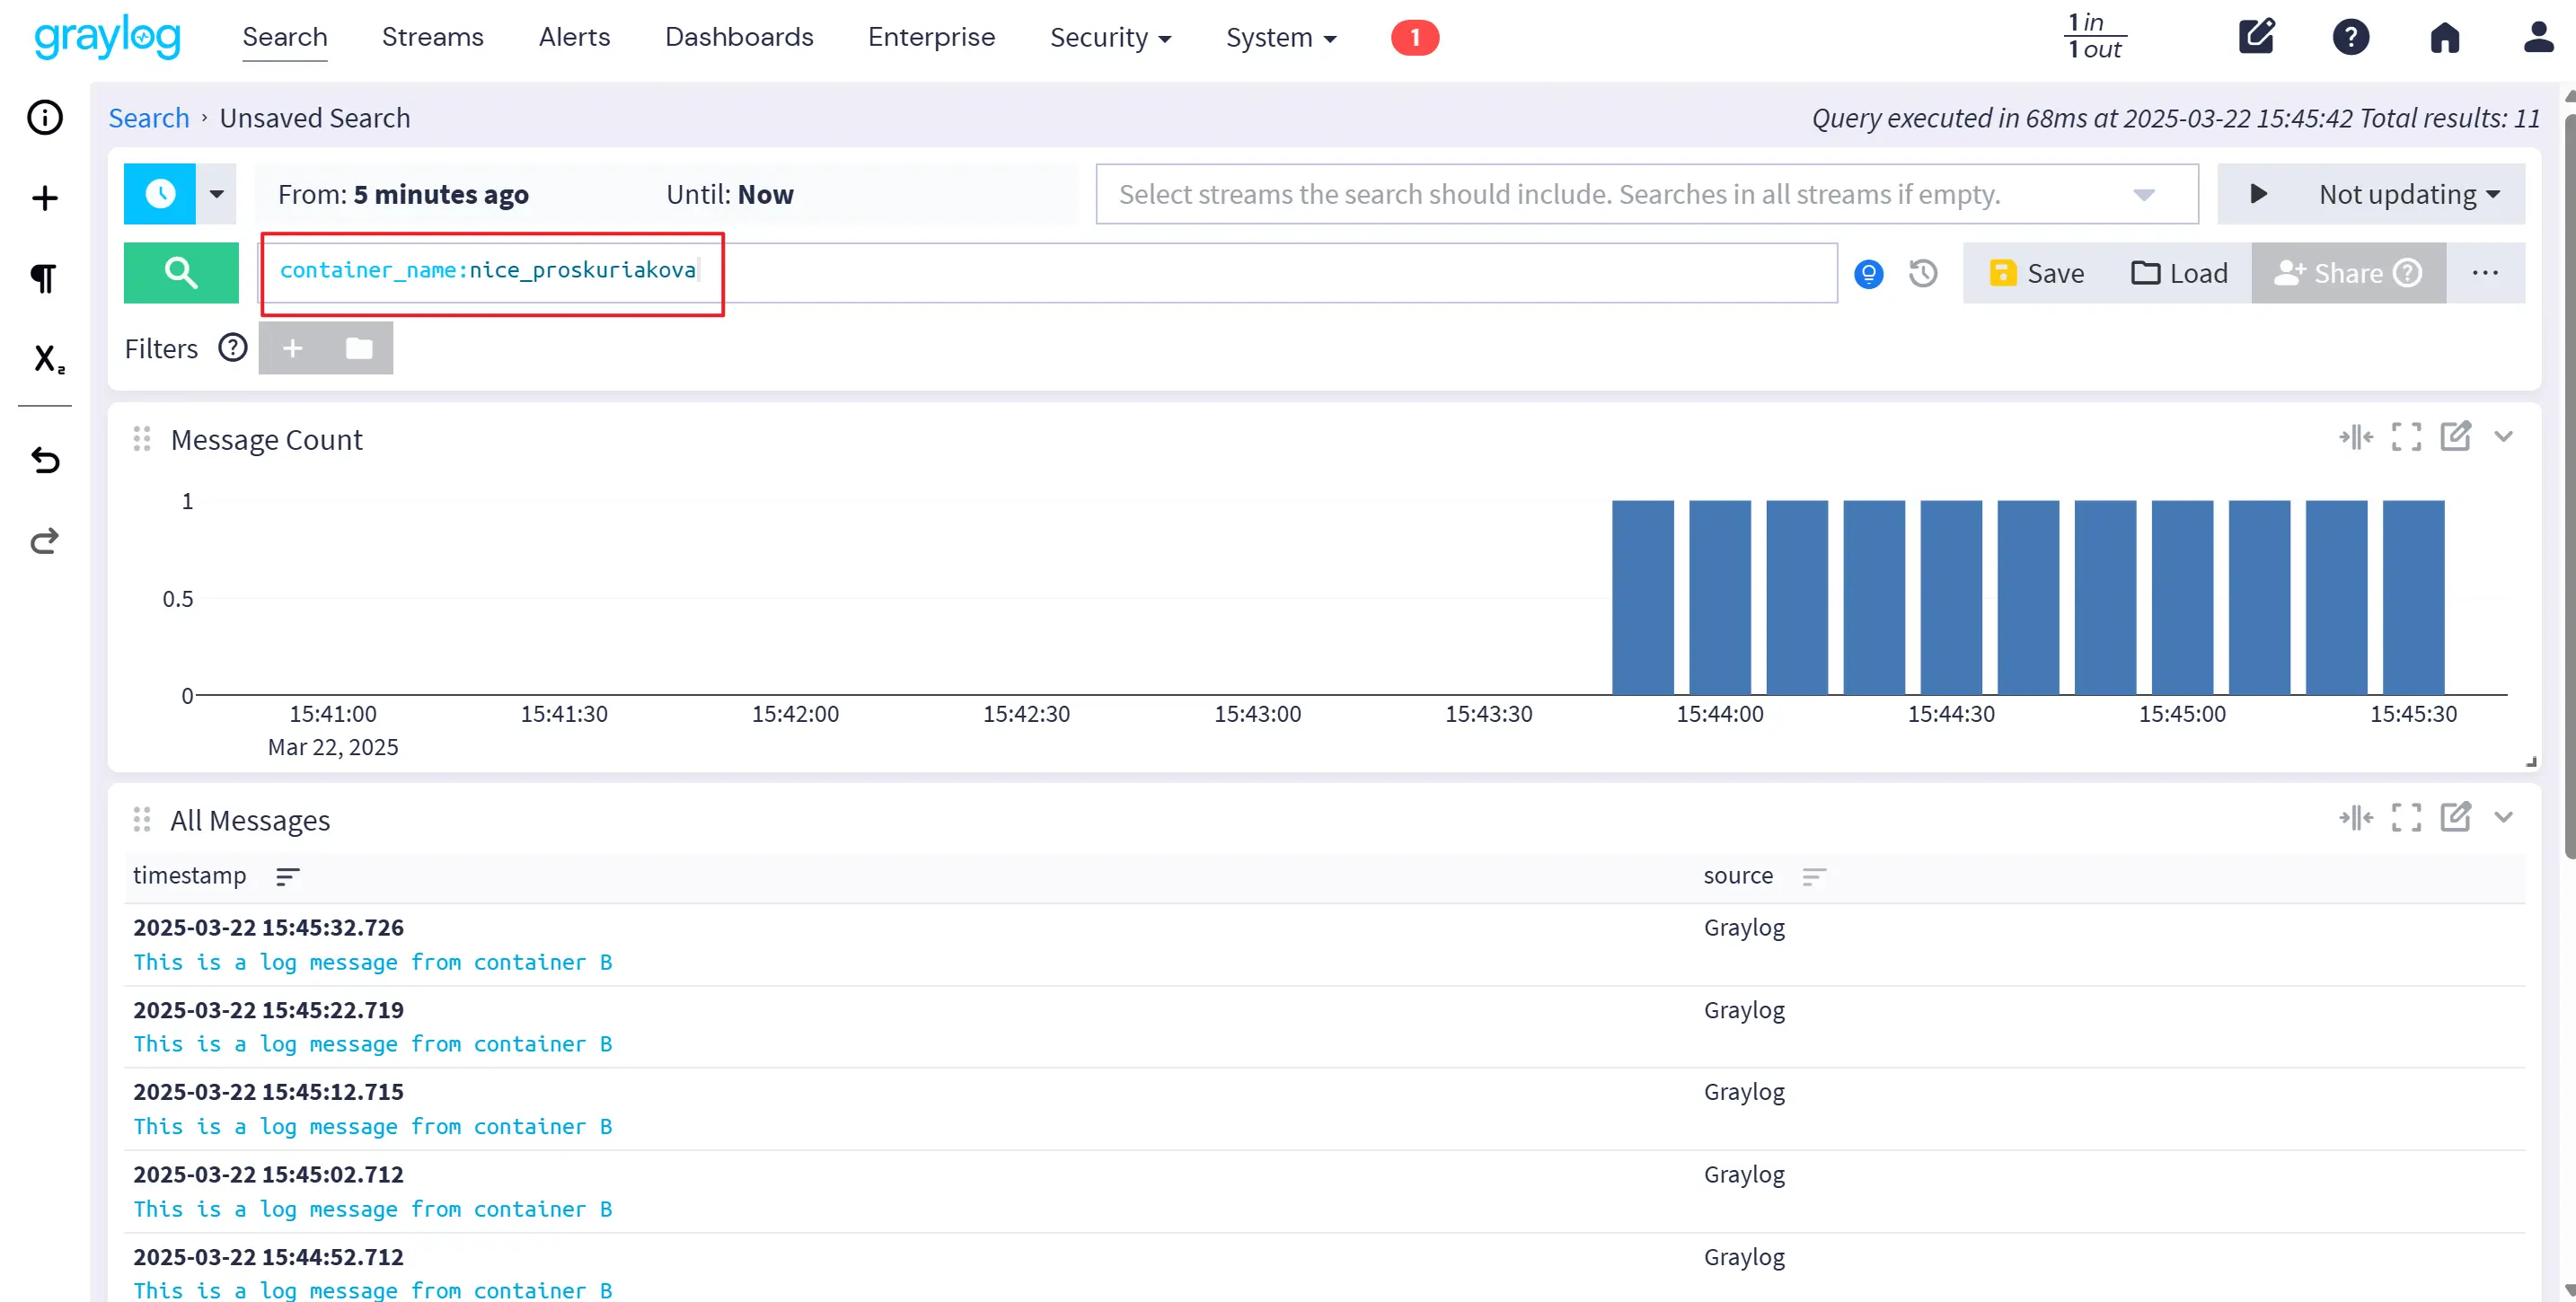 graylog Search Streams Alerts Dashboards Enterprise Security System 1 1 in
1 out
Search › Unsaved Search Query executed in 68ms at 2025-03-22 15:45:42 Total results: 11
From: 5 minutes ago Until: Now Select streams the search should include. Searches in all streams if empty. Not updating
container_name:nice_proskuriakova Save Load Share ...
Filters
Message Count
1
0.5
0
15:41:00 15:41:30 15:42:00 15:42:30 15:43:00 15:43:30 15:44:00 15:44:30 15:45:00 15:45:30
Mar 22, 2025
All Messages
timestamp source
2025-03-22 15:45:32.726 Graylog
This is a log message from container B
2025-03-22 15:45:22.719 Graylog
This is a log message from container B
2025-03-22 15:45:12.715 Graylog
This is a log message from container B
2025-03-22 15:45:02.712 Graylog
This is a log message from container B
2025-03-22 15:44:52.712 Graylog
This is a log message from container B